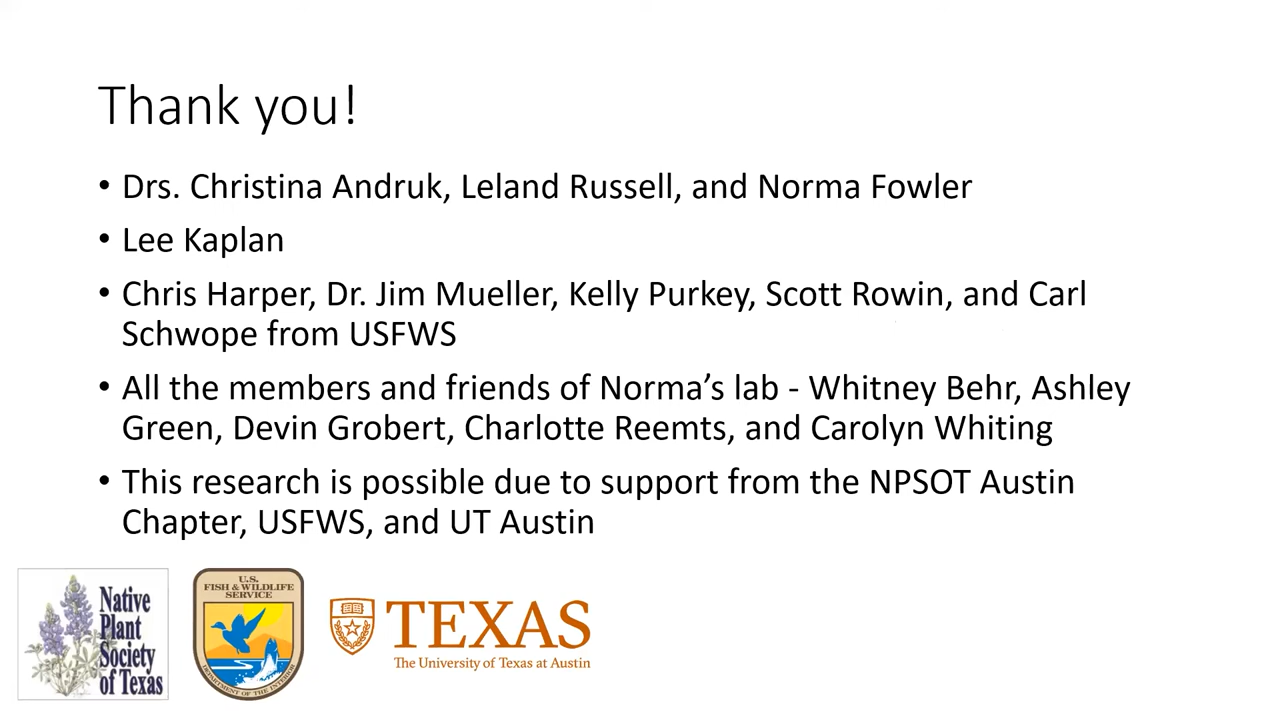 Thank you!
• Drs. Christina Andruk, Leland Russell, and Norma Fowler
• Lee Kaplan
• Chris Harper, Dr. Jim Mueller, Kelly Purkey, Scott Rowin, and Carl
Schwope from USFWS
• All the members and friends of Norma’s lab - Whitney Behr, Ashley
Green, Devin Grobert, Charlotte Reemts, and Carolyn Whiting
• This research is possible due to support from the NPSOT Austin
Chapter, USFWS, and UT Austin
Native
Plant
Society
of Texas
U.S.
FISH & WILDLIFE
SERVICE
DEPARTMENT OF THE INTERIOR
TEXAS
The University of Texas at Austin